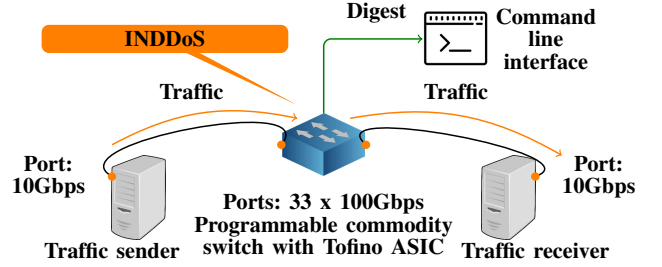 Digest
INDDoS
Command
line
interface
Traffic
Traffic
Port:
10Gbps
Port:
10Gbps
Ports: 33 x 100Gbps
Programmable commodity
switch with Tofino ASIC
Traffic sender
Traffic receiver